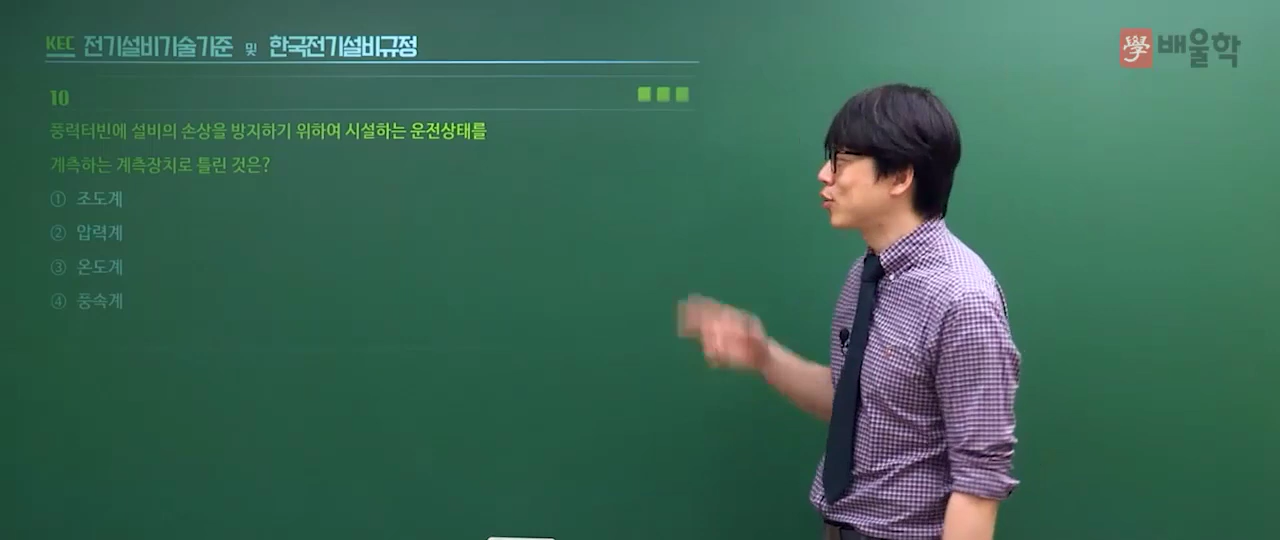 KEC 전기설비기술기준 및 한국전기설비규정
學 배울학
10
풍력터빈에 설비의 손상을 방지하기 위하여 시설하는 운전상태를
계측하는 계측장치로 틀린 것은?
① 조도계
② 압력계
③ 온도계
④ 풍속계